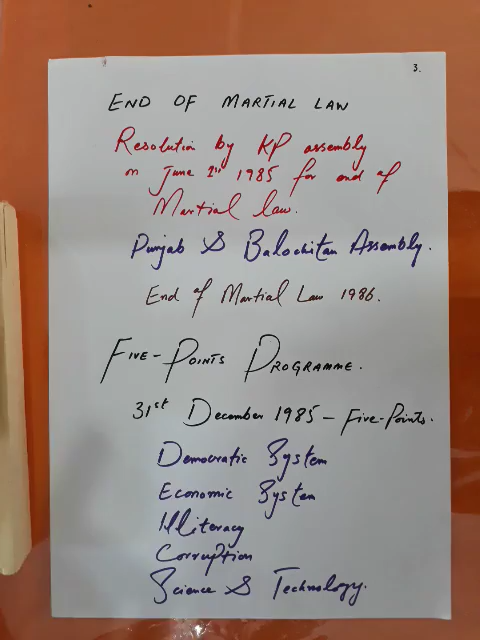 3.
END OF MARTIAL LAW
Resolution by KP assembly
on June 2nd 1985 for end of
Martial law.
Punjab & Balochitan Assembly.
End of Martial Law 1986.
FIVE-POINTS PROGRAMME.
31st December 1985 – Five-Points.
Democratic System
Economic System
Illiteracy
Corruption
Science & Technology.